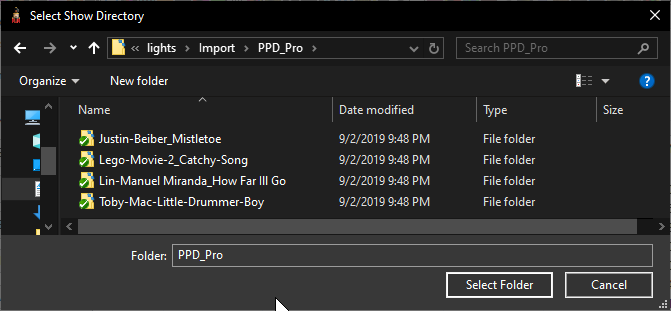 Select Show Directory
« lights › Import › PPD_Pro ›
Search PPD_Pro
Organize
New folder
Name Date modified Type Size
Justin-Beiber_Mistletoe 9/2/2019 9:48 PM File folder
Lego-Movie-2_Catchy-Song 9/2/2019 9:48 PM File folder
Lin-Manuel Miranda_How Far Ill Go 9/2/2019 9:48 PM File folder
Toby-Mac-Little-Drummer-Boy 9/2/2019 9:48 PM File folder
Folder: PPD_Pro
Select Folder Cancel